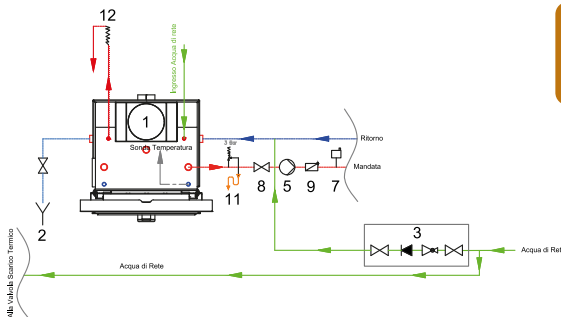 12
Ingresso Acqua di rete
1
Sonda Temperatura
3 Bar
Ritorno
Mandata
11
8
5
9
7
2
3
Acqua di Ret
Acqua di Rete
Alla Valvola Scarico Termico